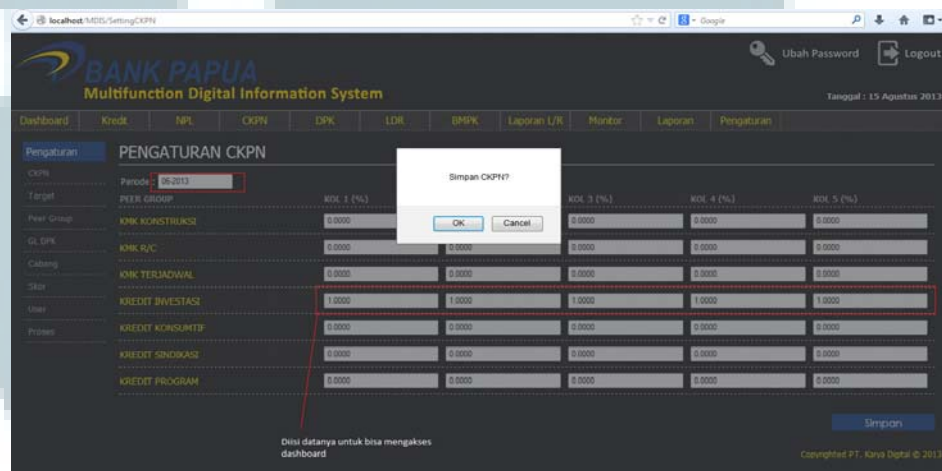 localhost/MDIS/SettingCKPN
Google
BANK PAPUA
Multifunction Digital Information System
Ubah Password
Logout
Tanggal : 15 Agustus 2013
Dashboard Kredit NPL CKPN DPK LDR BMPK Laporan L/R Monitor Laporan Pengaturan
Pengaturan
CKPN
Target
Peer Group
GL DPK
Cabang
Skor
User
Proses
PENGATURAN CKPN
Periode : 06-2013
PEER GROUP KOL 1 (%) KOL 3 (%) KOL 4 (%) KOL 5 (%)
Simpan CKPN?
OK Cancel
KMK KONSTRUKSI 0.0000 0.0000 0.0000 0.0000
KMK R/C 0.0000 0.0000 0.0000 0.0000 0.0000
KMK TERJADWAL 0.0000 0.0000 0.0000 0.0000 0.0000
KREDIT INVESTASI 1.0000 1.0000 1.0000 1.0000 1.0000
KREDIT KONSUMTIF 0.0000 0.0000 0.0000 0.0000 0.0000
KREDIT SINDIKASI 0.0000 0.0000 0.0000 0.0000 0.0000
KREDIT PROGRAM 0.0000 0.0000 0.0000 0.0000 0.0000
Simpan
Diisi datanya untuk bisa mengakses
dashboard
Copyrighted PT. Karya Digital © 2013